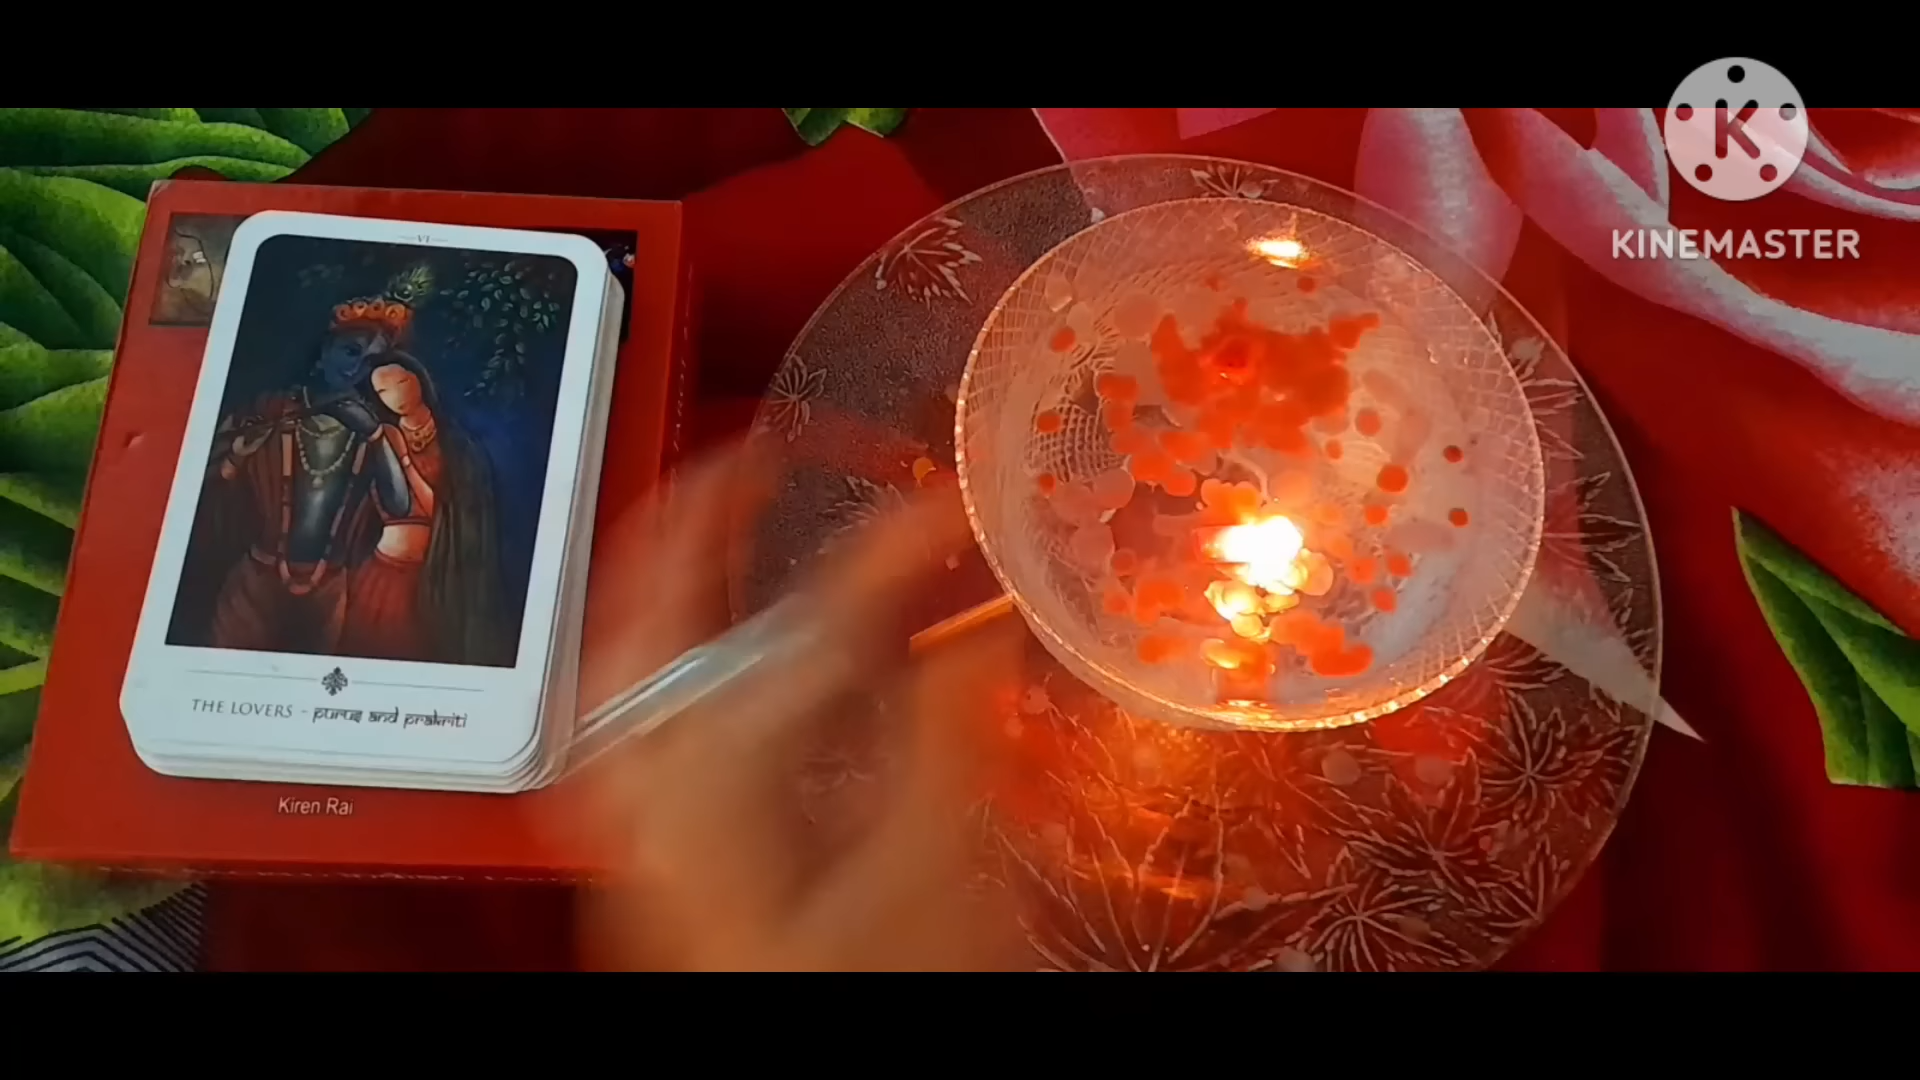 VI
THE LOVERS - purus and prakriti
Kiren Rai
K
KINEMASTER